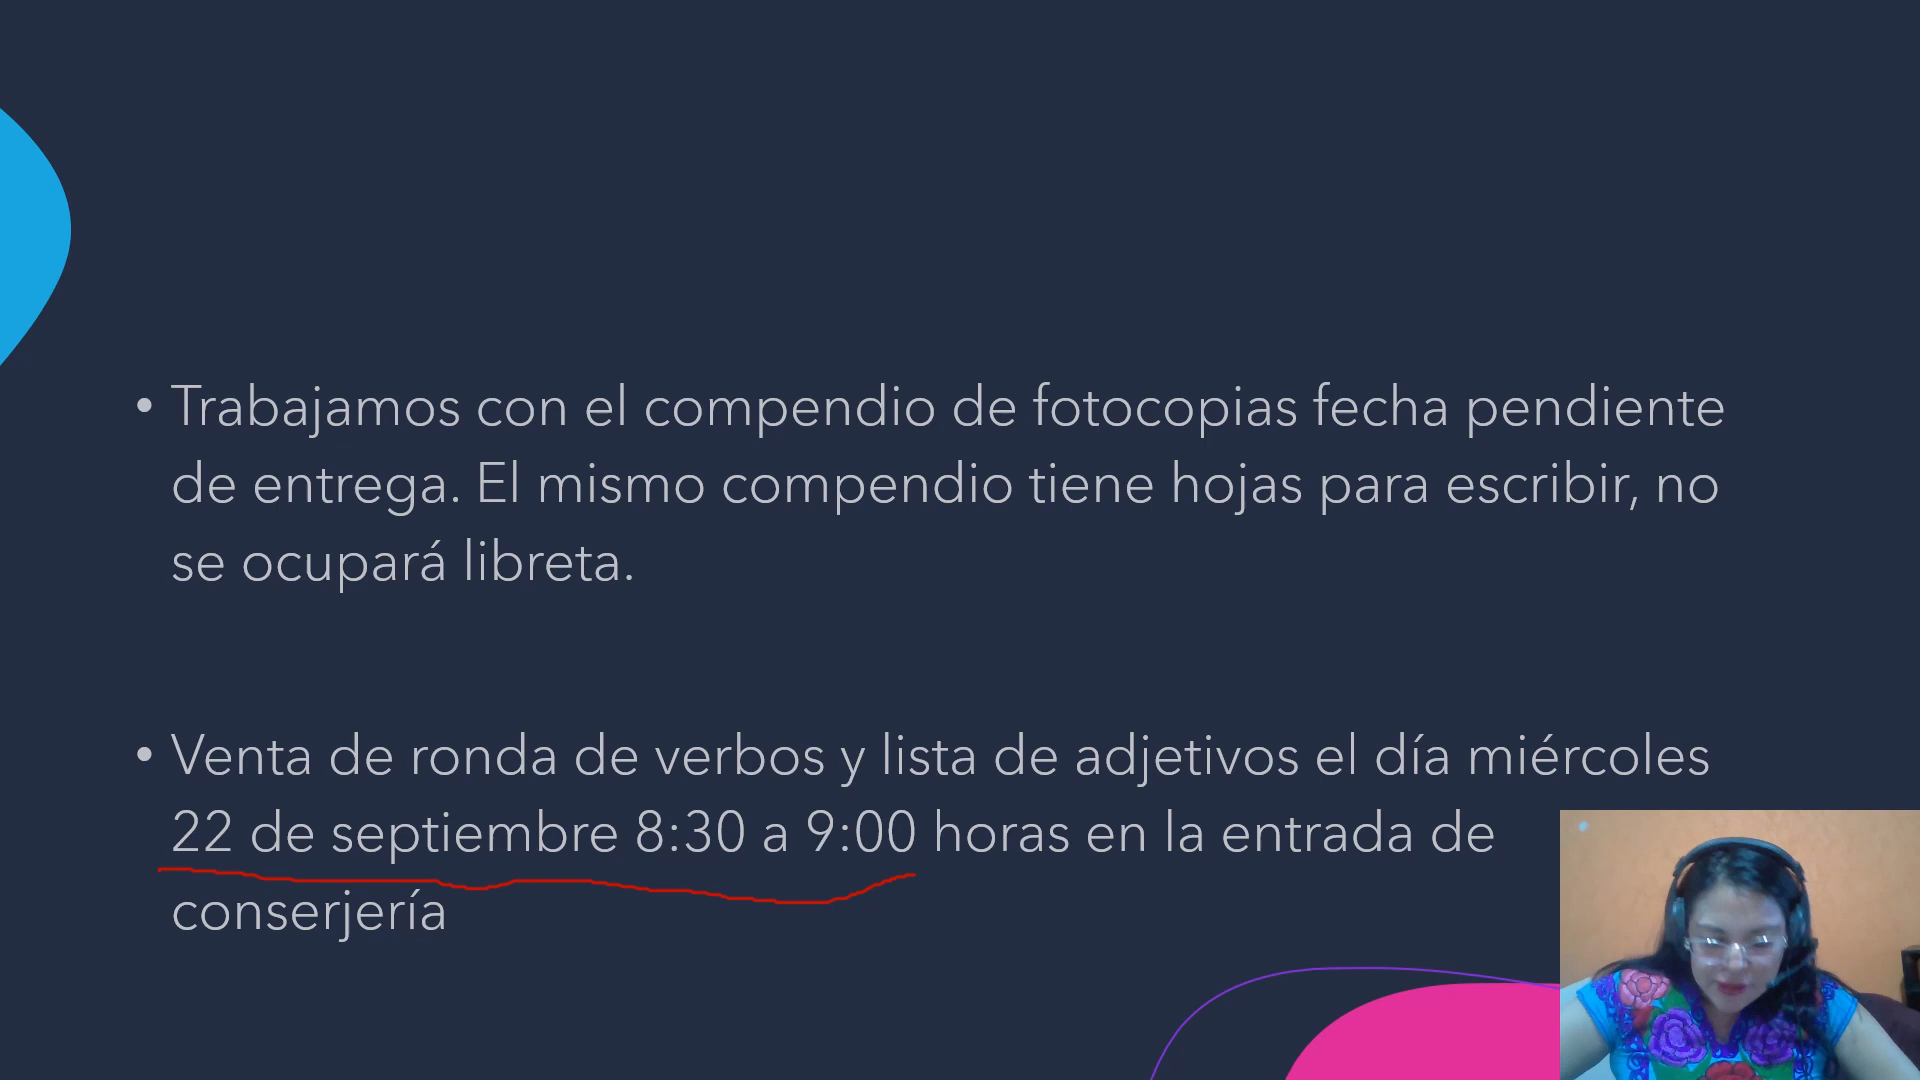 • Trabajamos con el compendio de fotocopias fecha pendiente
de entrega. El mismo compendio tiene hojas para escribir, no
se ocupará libreta.
• Venta de ronda de verbos y lista de adjetivos el día miércoles
22 de septiembre 8:30 a 9:00 horas en la entrada de
conserjería